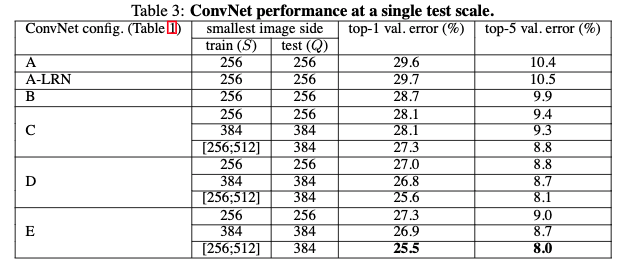 Table 3: ConvNet performance at a single test scale.
ConvNet config. (Table 1) smallest image side top-1 val. error (%) top-5 val. error (%)
train (S) test (Q)
A 256 256 29.6 10.4
A-LRN 256 256 29.7 10.5
B 256 256 28.7 9.9
C 256 256 28.1 9.4
384 384 28.1 9.3
[256;512] 384 27.3 8.8
D 256 256 27.0 8.8
384 384 26.8 8.7
[256;512] 384 25.6 8.1
E 256 256 27.3 9.0
384 384 26.9 8.7
[256;512] 384 25.5 8.0